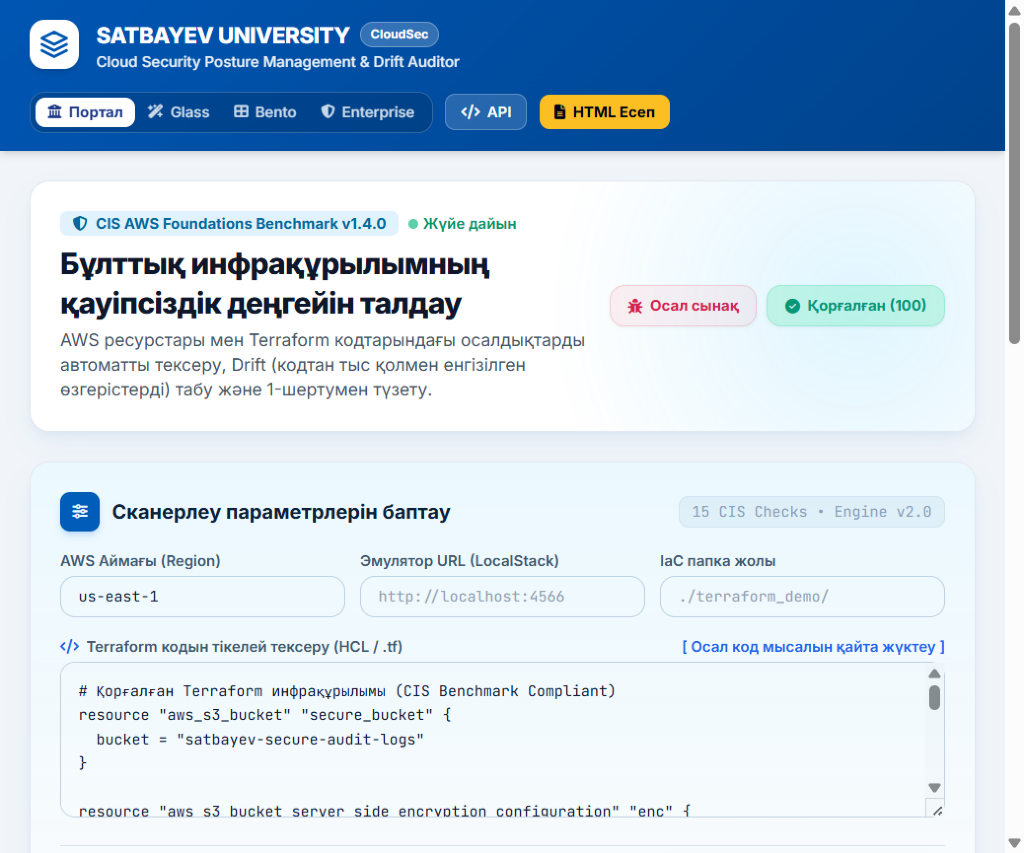 SATBAYEV UNIVERSITY CloudSec
Cloud Security Posture Management & Drift Auditor
Портал Glass Bento Enterprise </> API HTML Есеп
CIS AWS Foundations Benchmark v1.4.0 Жүйе дайын
Бұлттық инфрақұрылымның
қауіпсіздік деңгейін талдау
AWS ресурстары мен Terraform кодтарындағы осалдықтарды
автоматты тексеру, Drift (кодтан тыс қолмен енгізілген
өзгерістерді) табу және 1-шертумен түзету.
Осал сынақ Қорғалған (100)
Сканерлеу параметрлерін баптау 15 CIS Checks • Engine v2.0
AWS Аймағы (Region) Эмулятор URL (LocalStack) IaC папка жолы
us-east-1 http://localhost:4566 ./terraform_demo/
</> Terraform кодын тікелей тексеру (HCL / .tf) [ Осал код мысалын қайта жүктеу ]
# Қорғалған Terraform инфрақұрылымы (CIS Benchmark Compliant)
resource "aws_s3_bucket" "secure_bucket" {
  bucket = "satbayev-secure-audit-logs"
}
resource "aws_s3_bucket_server_side_encryption_configuration" "enc" {